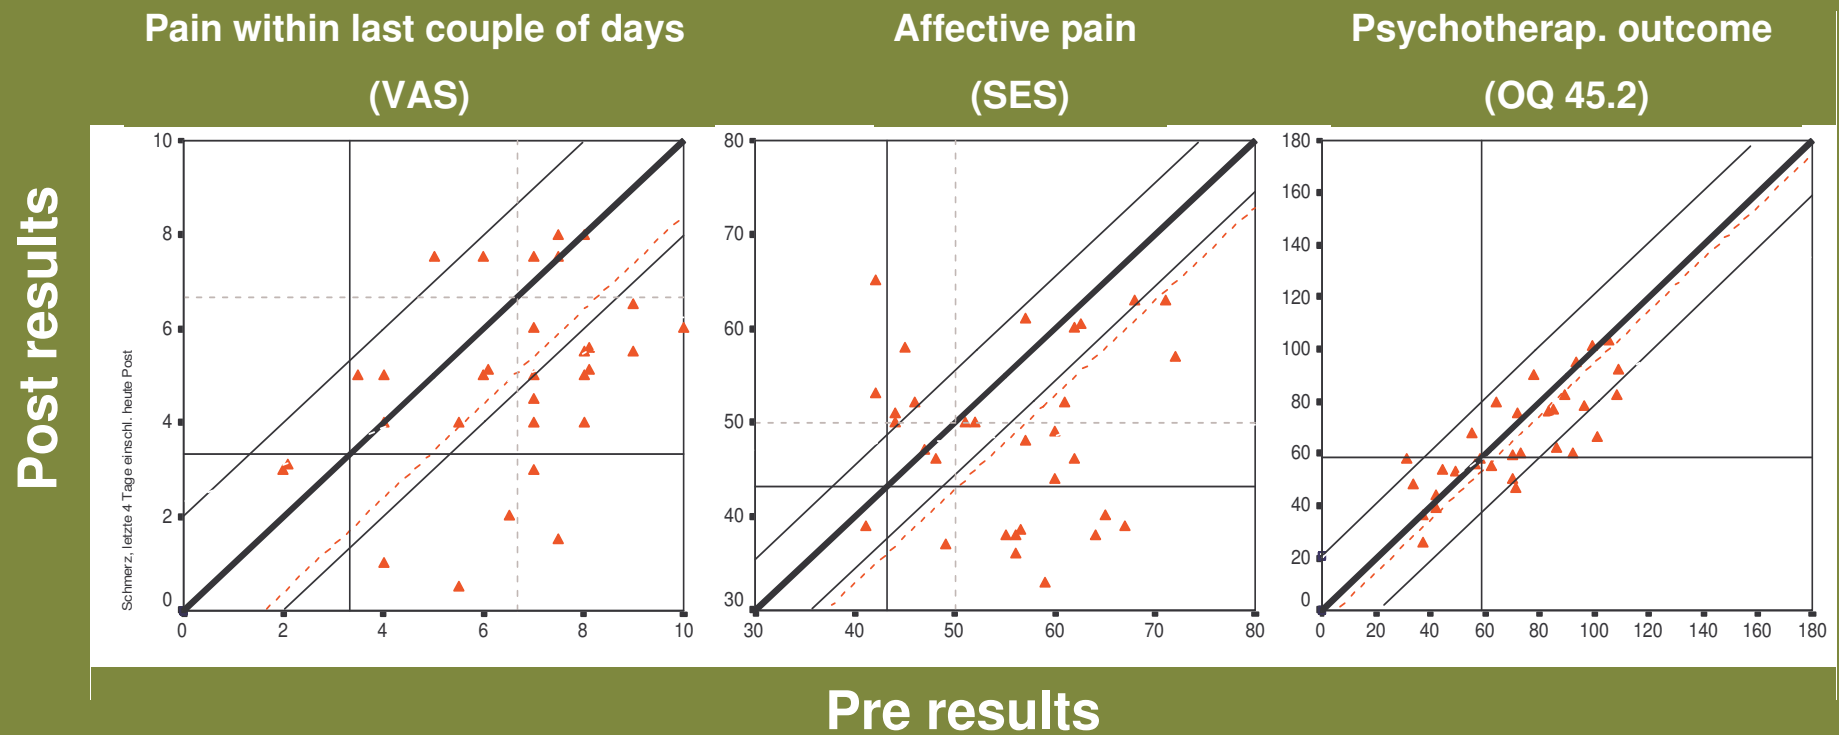 Pain within last couple of days
(VAS)
Affective pain
(SES)
Psychotherap. outcome
(OQ 45.2)
Post results
Schmerz, letzte 4 Tage einschl. heute Post
10
8
6
4
2
0
0 2 4 6 8 10
80
70
60
50
40
30
30 40 50 60 70 80
180
160
140
120
100
80
60
40
20
0
0 20 40 60 80 100 120 140 160 180
Pre results